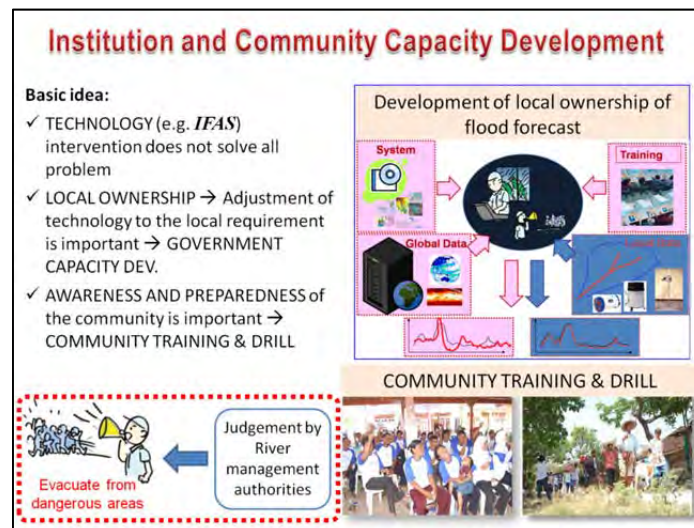 Institution and Community Capacity Development
Basic idea:
✓ TECHNOLOGY (e.g. IFAS)
intervention does not solve all
problem
✓ LOCAL OWNERSHIP → Adjustment of
technology to the local requirement
is important → GOVERNMENT
CAPACITY DEV.
✓ AWARENESS AND PREPAREDNESS of
the community is important →
COMMUNITY TRAINING & DRILL
Development of local ownership of
flood forecast
System
Training
Global Data
COMMUNITY TRAINING & DRILL
Evacuate from
dangerous areas
Judgement by
River
management
authorities